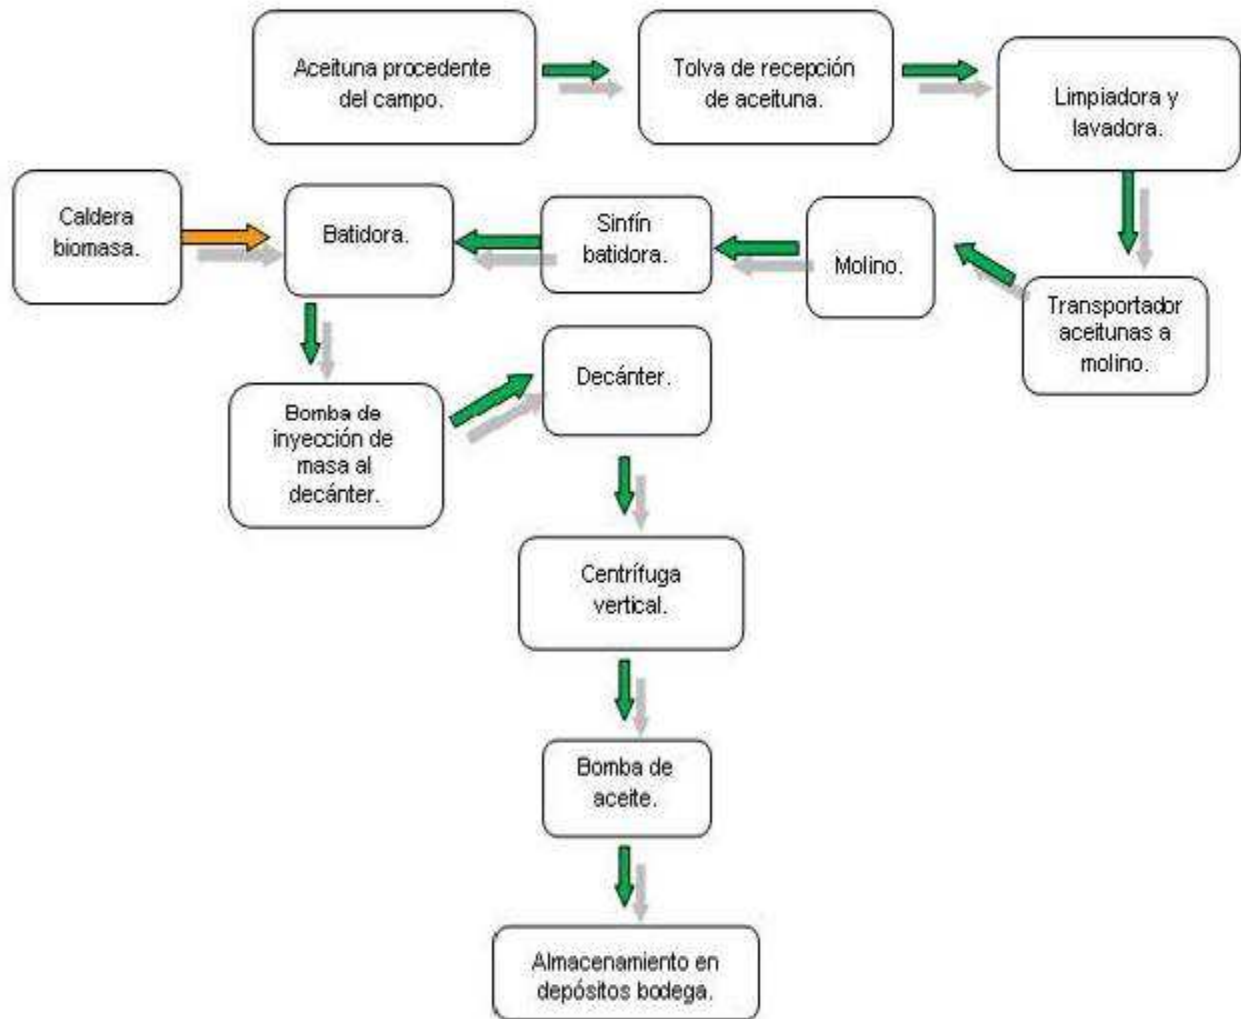 Aceituna procedente
del campo.
Tolva de recepción
de aceituna.
Limpiadora y
lavadora.
Caldera
biomasa.
Batidora.
Sinfín
batidora.
Molino.
Transportador
aceitunas a
molino.
Bomba de
inyección de
masa al
decánter.
Decánter.
Centrífuga
vertical.
Bomba de
aceite.
Almacenamiento en
depósitos bodega.